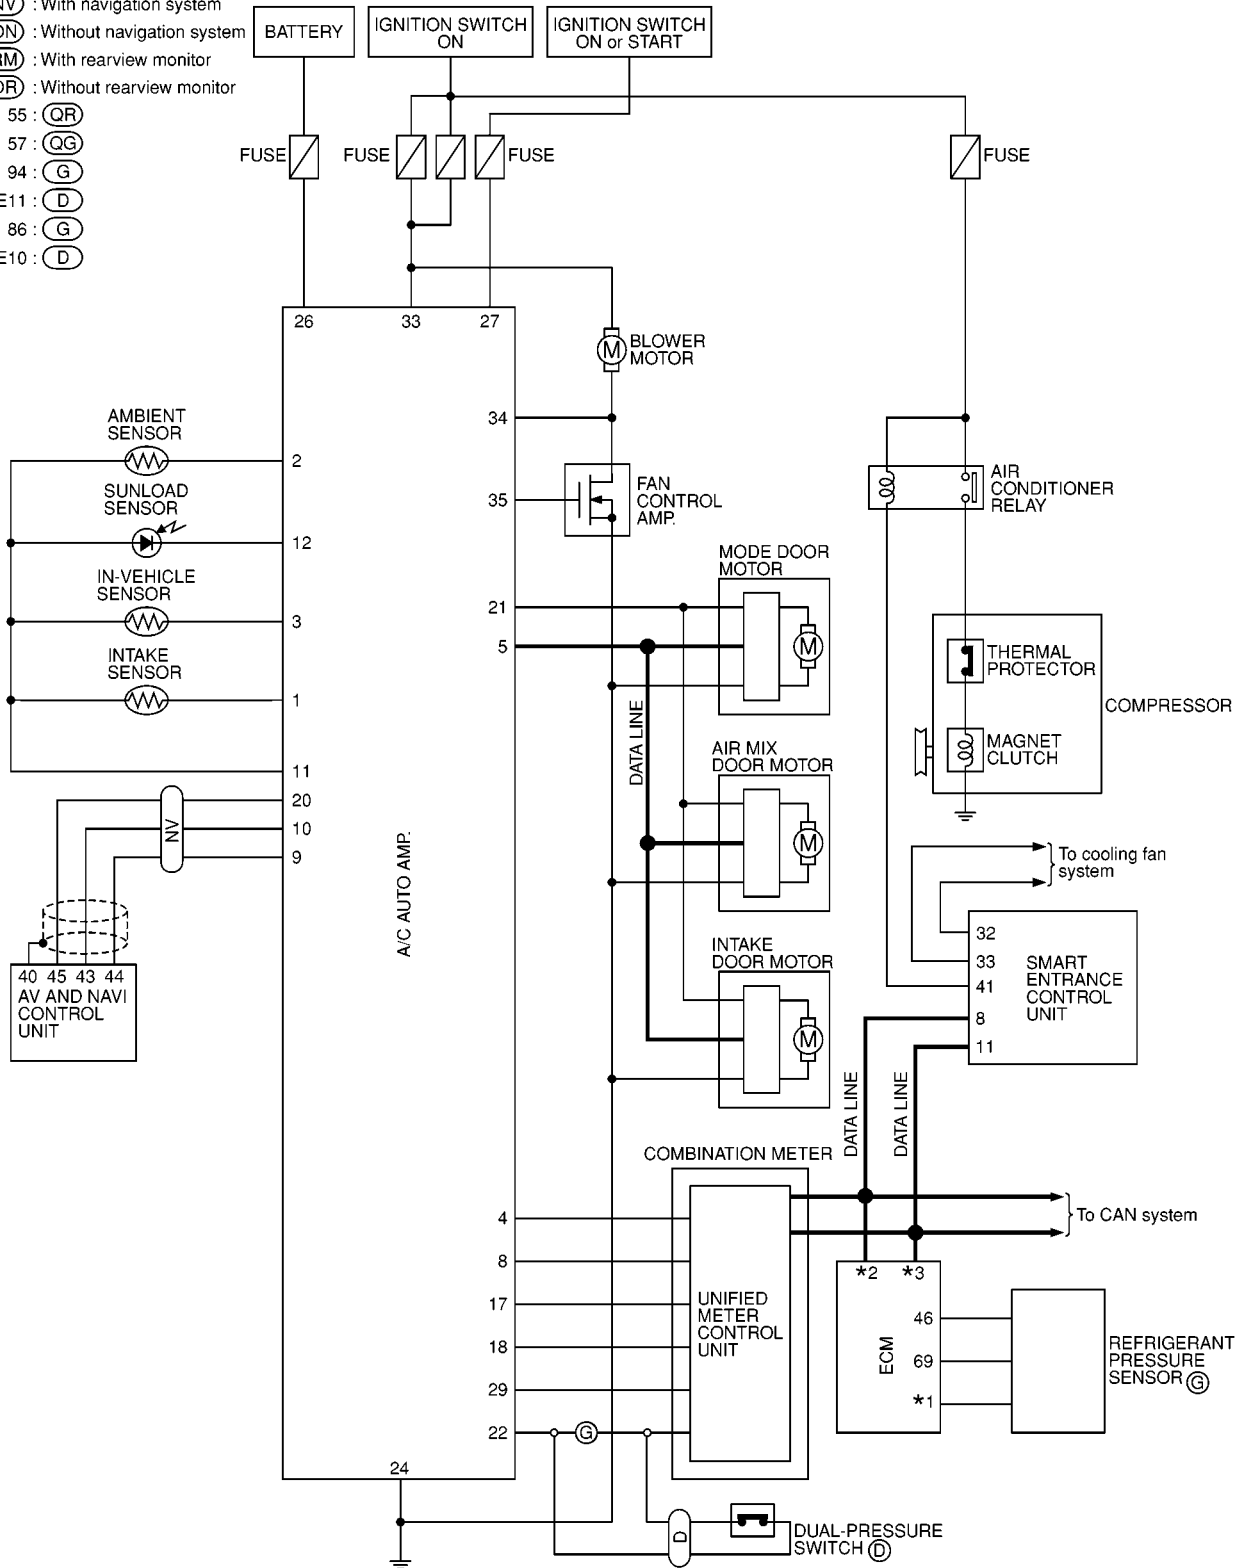 : With navigation system
: Without navigation system
: With rearview monitor
: Without rearview monitor
55 : QR
57 : QG
94 : G
E11 : D
86 : G
E10 : D
BATTERY
IGNITION SWITCH
ON
IGNITION SWITCH
ON or START
FUSE
FUSE
FUSE
FUSE
26
33
27
M
BLOWER
MOTOR
34
35
FAN
CONTROL
AMP.
AIR
CONDITIONER
RELAY
AMBIENT
SENSOR
2
SUNLOAD
SENSOR
12
IN-VEHICLE
SENSOR
3
INTAKE
SENSOR
1
11
20
10
9
NV
A/C AUTO AMP.
40 45 43 44
AV AND NAVI
CONTROL
UNIT
MODE DOOR
MOTOR
21
5
M
DATA LINE
AIR MIX
DOOR MOTOR
M
INTAKE
DOOR MOTOR
M
THERMAL
PROTECTOR
MAGNET
CLUTCH
COMPRESSOR
To cooling fan
system
32
33
41
8
11
SMART
ENTRANCE
CONTROL
UNIT
DATA LINE
DATA LINE
COMBINATION METER
To CAN system
4
8
17
18
29
22
G
UNIFIED
METER
CONTROL
UNIT
*2 *3
46
69
*1
ECM
REFRIGERANT
PRESSURE
SENSOR G
24
D
DUAL-PRESSURE
SWITCH D